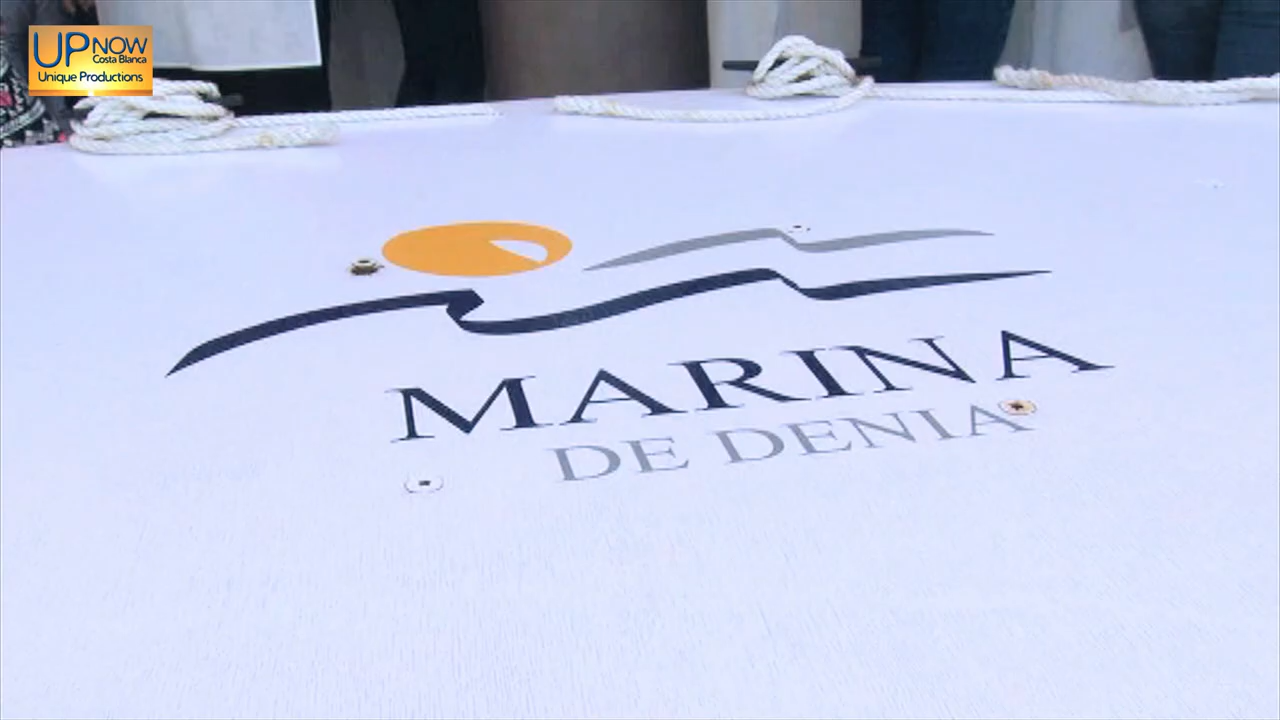 UP NOW
Costa Blanca
Unique Productions
MARINA
DE DENIA